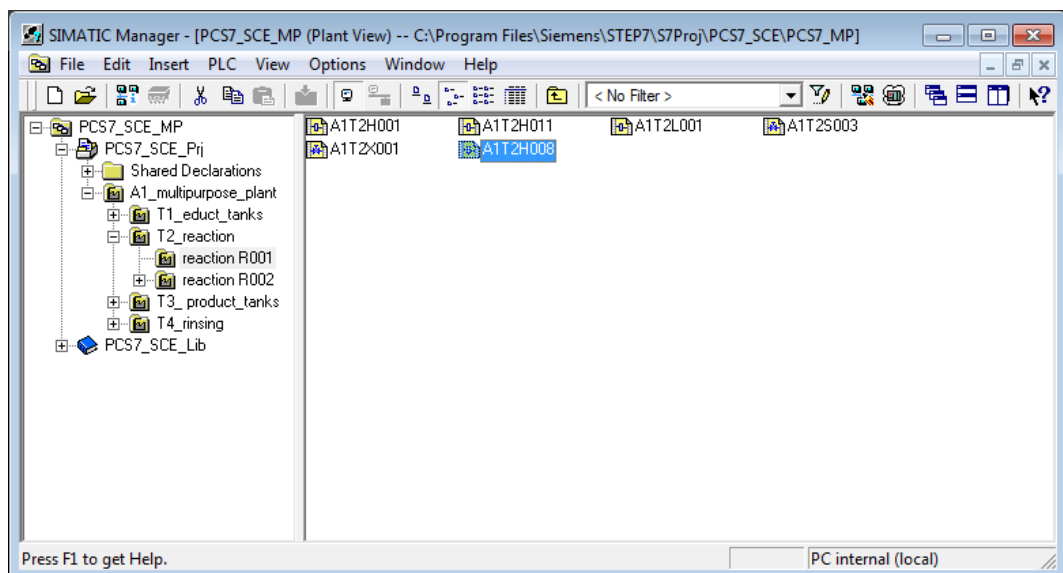 SIMATIC Manager - [PCS7_SCE_MP (Plant View) -- C:\Program Files\Siemens\STEP7\S7Proj\PCS7_SCE\PCS7_MP]
File Edit Insert PLC View Options Window Help
< No Filter >
PCS7_SCE_MP
PCS7_SCE_Prj
Shared Declarations
A1_multipurpose_plant
T1_educt_tanks
T2_reaction
reaction R001
reaction R002
T3_ product_tanks
T4_rinsing
PCS7_SCE_Lib
A1T2H001 A1T2H011 A1T2L001 A1T2S003
A1T2X001 A1T2H008
Press F1 to get Help. PC internal (local)